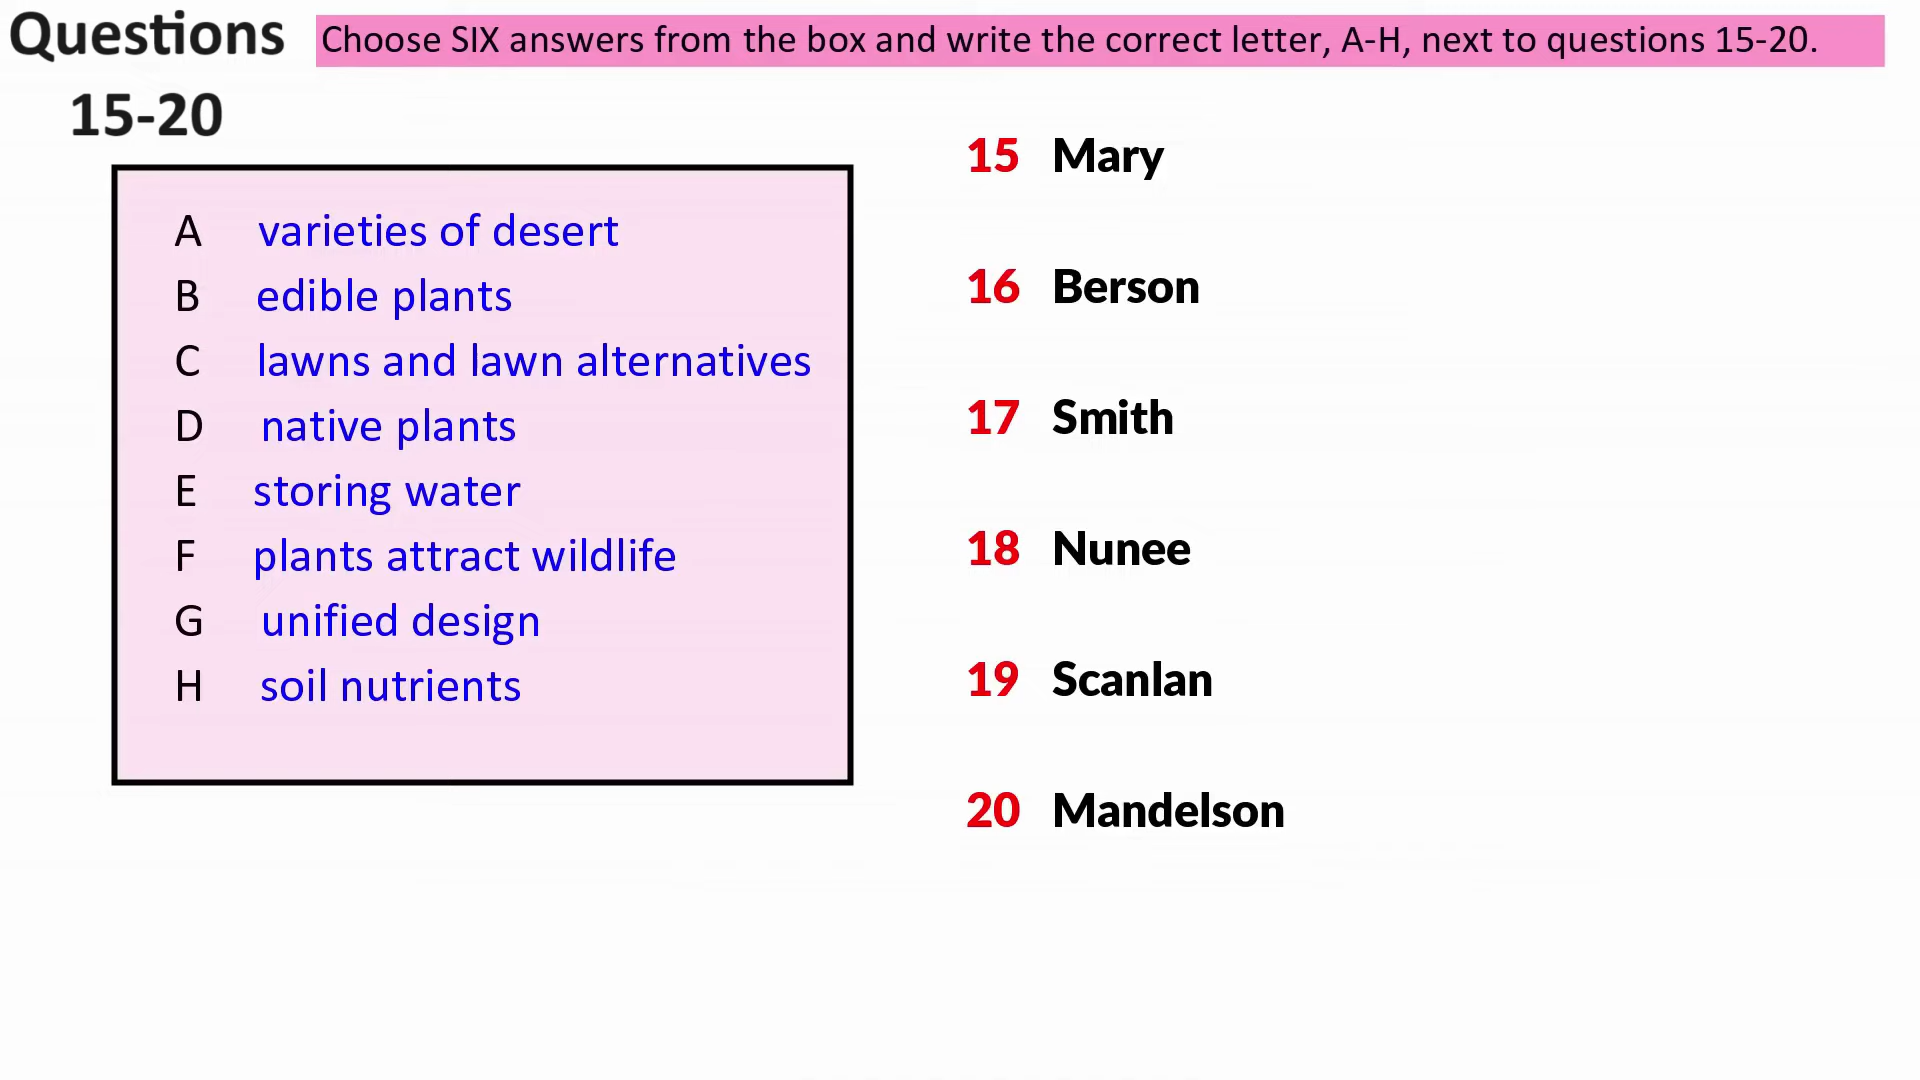 Questions
15-20
Choose SIX answers from the box and write the correct letter, A-H, next to questions 15-20.
A varieties of desert
B edible plants
C lawns and lawn alternatives
D native plants
E storing water
F plants attract wildlife
G unified design
H soil nutrients
15 Mary
16 Berson
17 Smith
18 Nunee
19 Scanlan
20 Mandelson